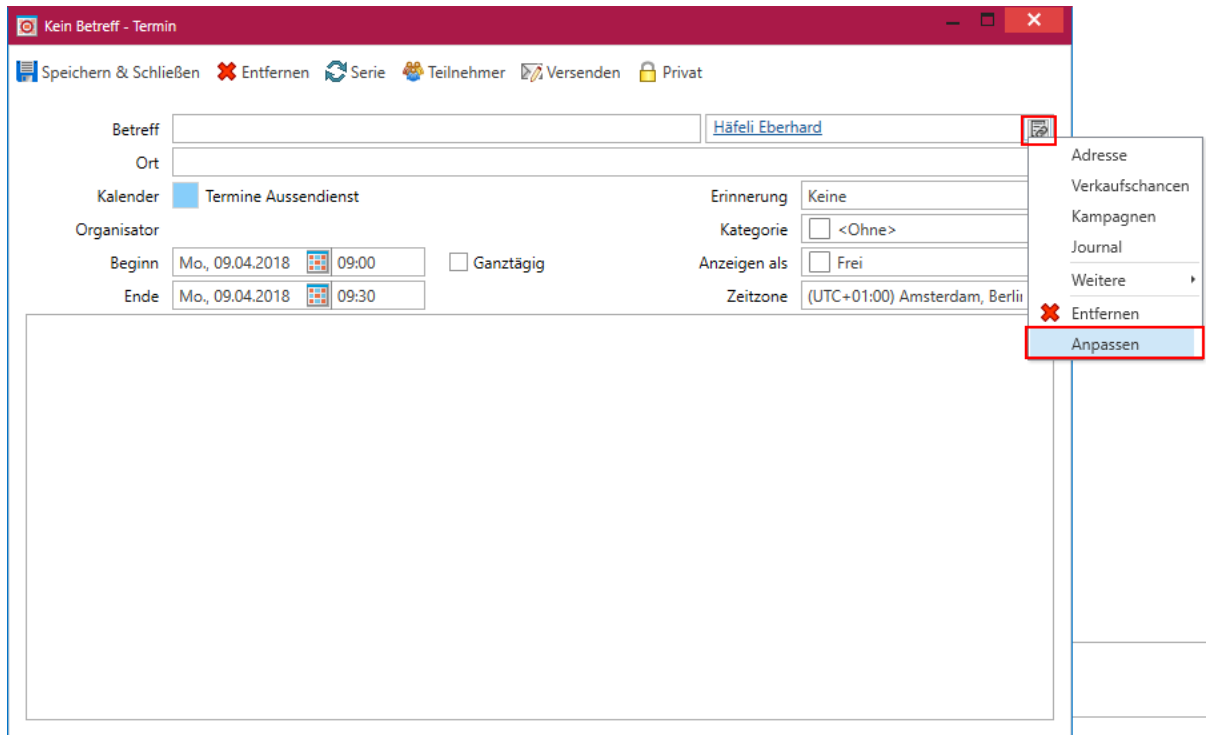 Kein Betreff - Termin
Speichern & Schließen Entfernen Serie Teilnehmer Versenden Privat
Betreff Häfeli Eberhard
Ort
Kalender Termine Aussendienst Erinnerung Keine
Organisator Kategorie <Ohne>
Beginn Mo., 09.04.2018 09:00 Ganztägig Anzeigen als Frei
Ende Mo., 09.04.2018 09:30 Zeitzone (UTC+01:00) Amsterdam, Berlin
Adresse
Verkaufschancen
Kampagnen
Journal
Weitere
Entfernen
Anpassen